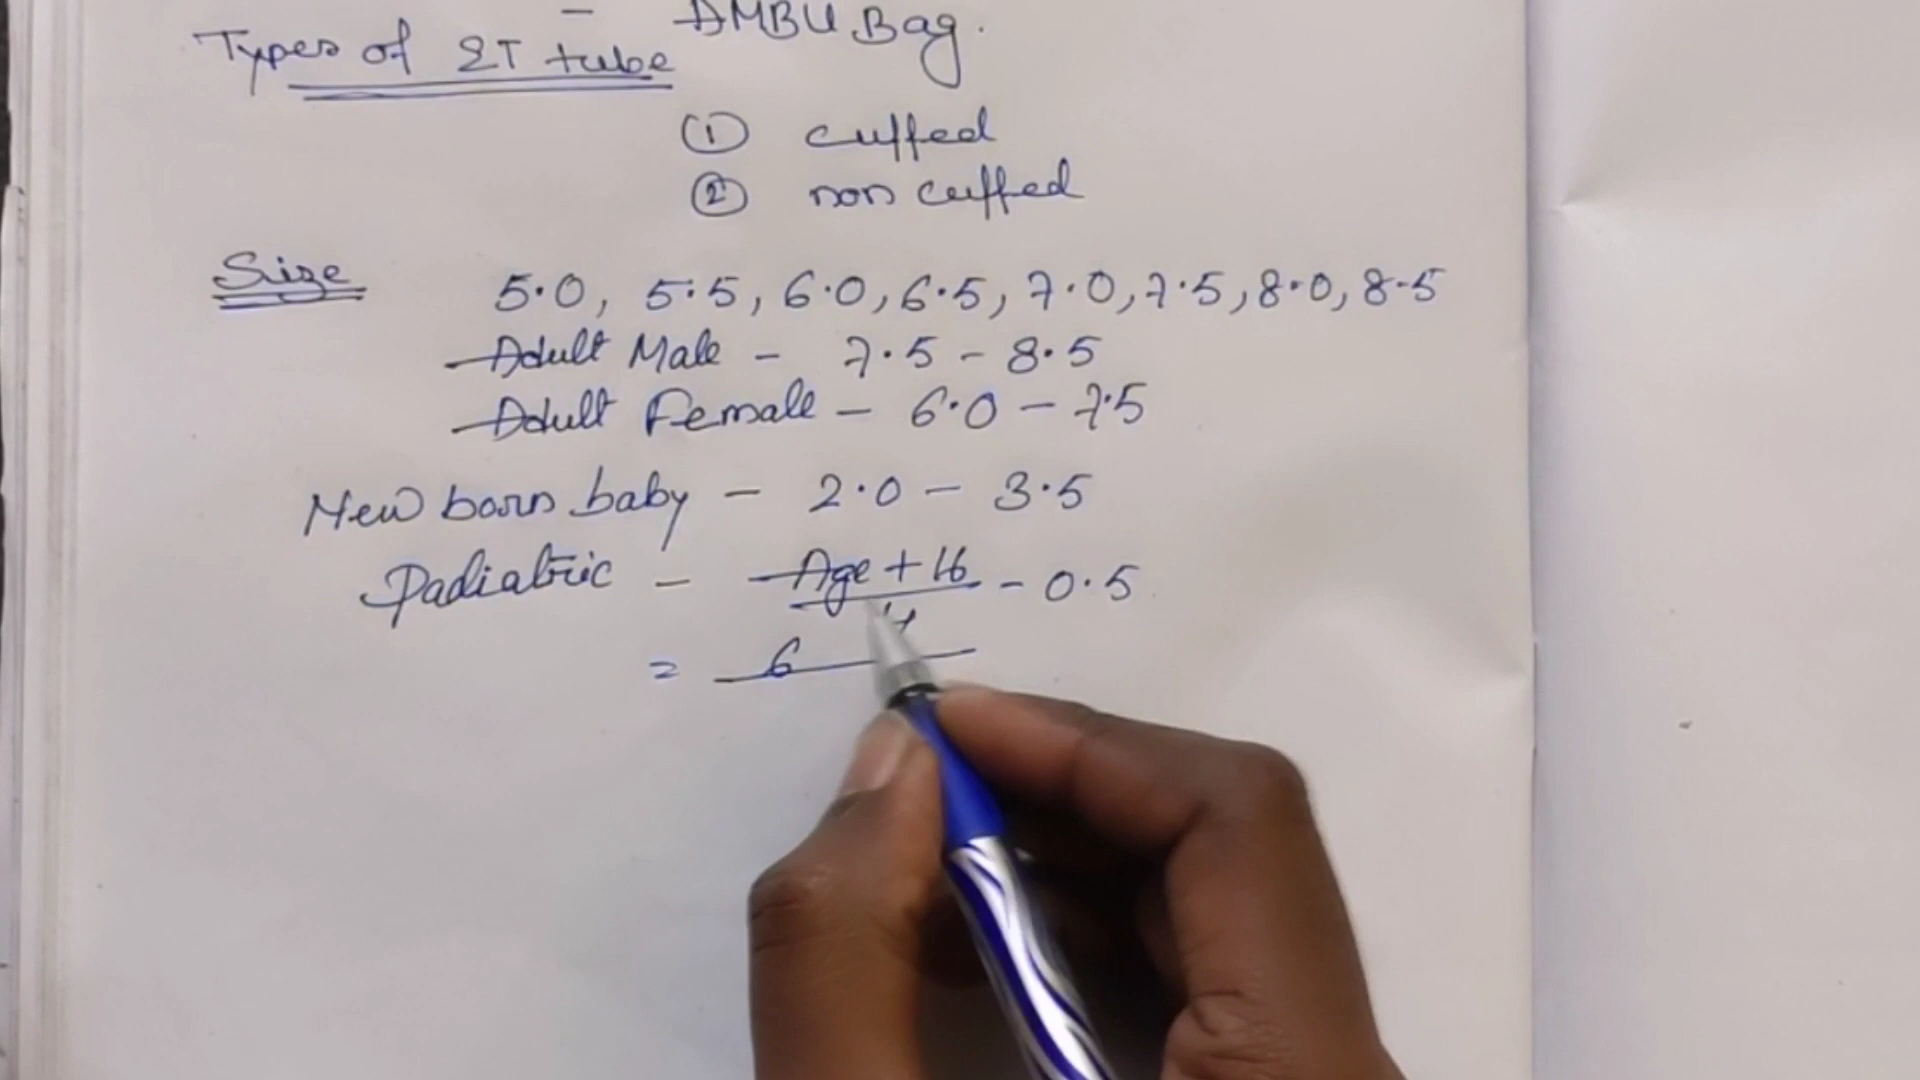 - AMBU Bag.
Types of ET tube
① cuffed
② non cuffed
Size 5.0, 5.5, 6.0, 6.5, 7.0, 7.5, 8.0, 8.5
Adult Male - 7.5 - 8.5
Adult Female - 6.0 - 7.5
New born baby - 2.0 - 3.5
Padiatric - Age + 16 - 0.5
4
= 6